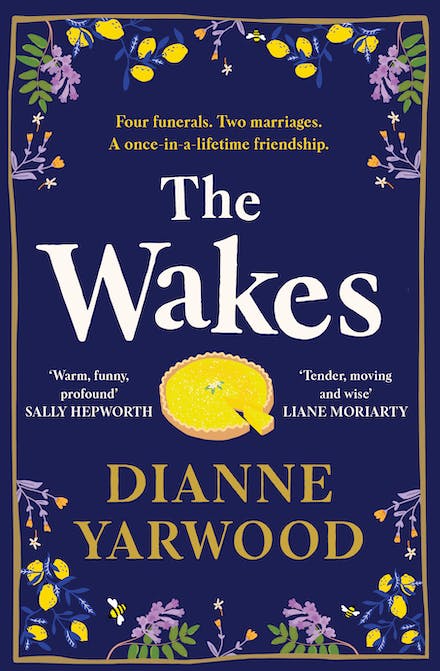 Four funerals. Two marriages.
A once-in-a-lifetime friendship.
The
Wakes
‘Warm, funny,
profound’
SALLY HEPWORTH
‘Tender, moving
and wise’
LIANE MORIARTY
DIANNE
YARWOOD